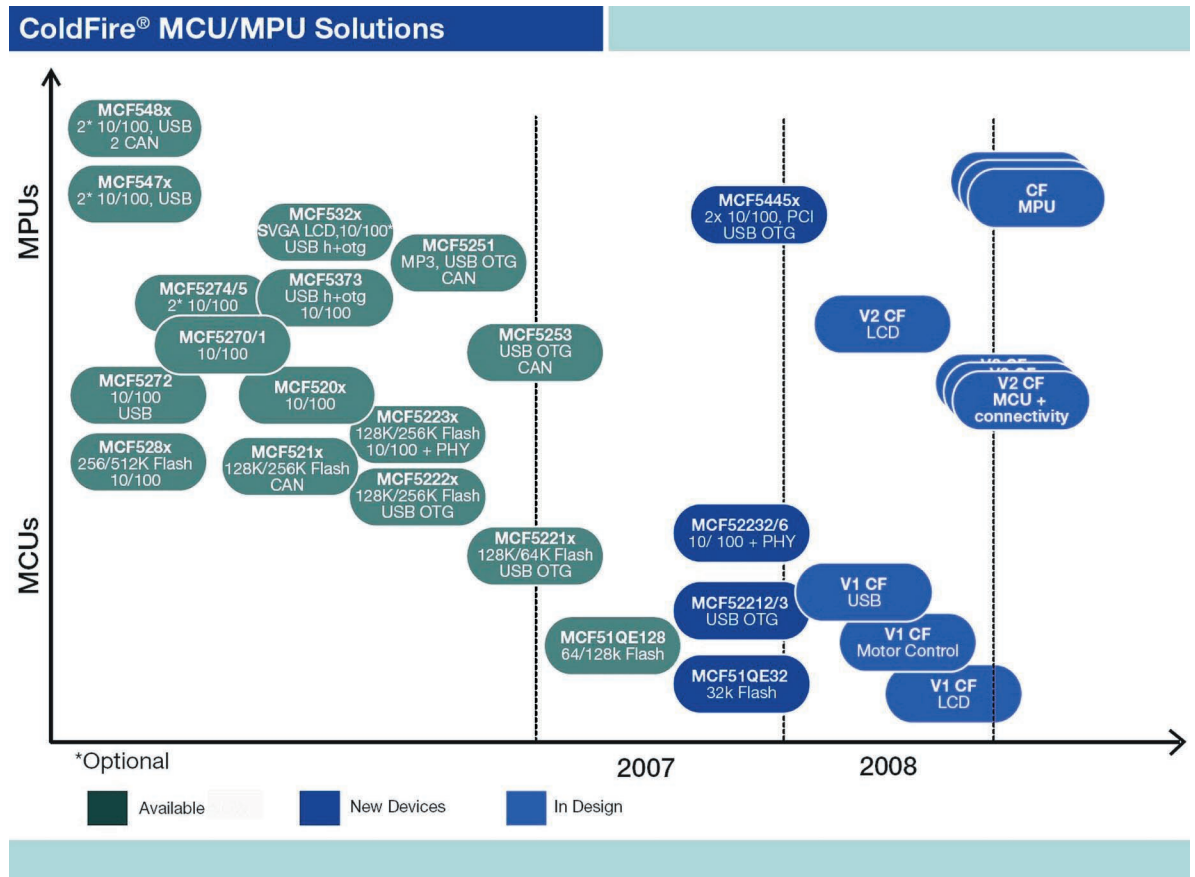 ColdFire® MCU/MPU Solutions
MPUs
MCUs
MCF548x
2* 10/100, USB
2 CAN
MCF547x
2* 10/100, USB
MCF532x
SVGA LCD,10/100*
USB h+otg
MCF5251
MP3, USB OTG
CAN
MCF5274/5
2* 10/100
MCF5373
USB h+otg
10/100
MCF5270/1
10/100
MCF5253
USB OTG
CAN
MCF5272
10/100
USB
MCF520x
10/100
MCF5223x
128K/256K Flash
10/100 + PHY
MCF528x
256/512K Flash
10/100
MCF521x
128K/256K Flash
CAN
MCF5222x
128K/256K Flash
USB OTG
MCF5221x
128K/64K Flash
USB OTG
MCF51QE128
64/128k Flash
MCF5445x
2x 10/100, PCI
USB OTG
MCF52232/6
10/ 100 + PHY
MCF52212/3
USB OTG
MCF51QE32
32k Flash
CF
MPU
V2 CF
LCD
V2 CF
MCU +
connectivity
V1 CF
USB
V1 CF
Motor Control
V1 CF
LCD
*Optional
2007
2008
Available
New Devices
In Design